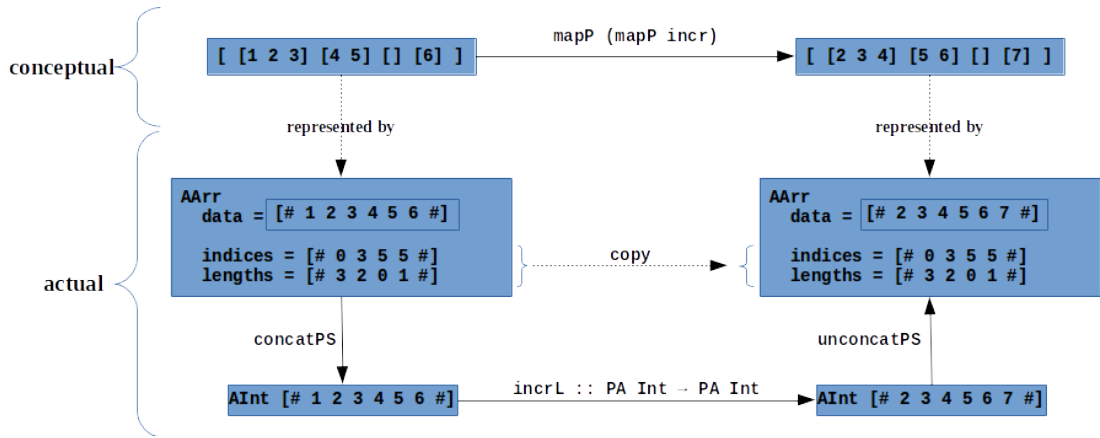 mapP (mapP incr)
[ [1 2 3] [4 5] [] [6] ]
[ [2 3 4] [5 6] [] [7] ]
conceptual
represented by
represented by
AArr
data = [# 1 2 3 4 5 6 #]
indices = [# 0 3 5 5 #]
lengths = [# 3 2 0 1 #]
copy
AArr
data = [# 2 3 4 5 6 7 #]
indices = [# 0 3 5 5 #]
lengths = [# 3 2 0 1 #]
actual
concatPS
unconcatPS
AInt [# 1 2 3 4 5 6 #]
incrL :: PA Int → PA Int
AInt [# 2 3 4 5 6 7 #]